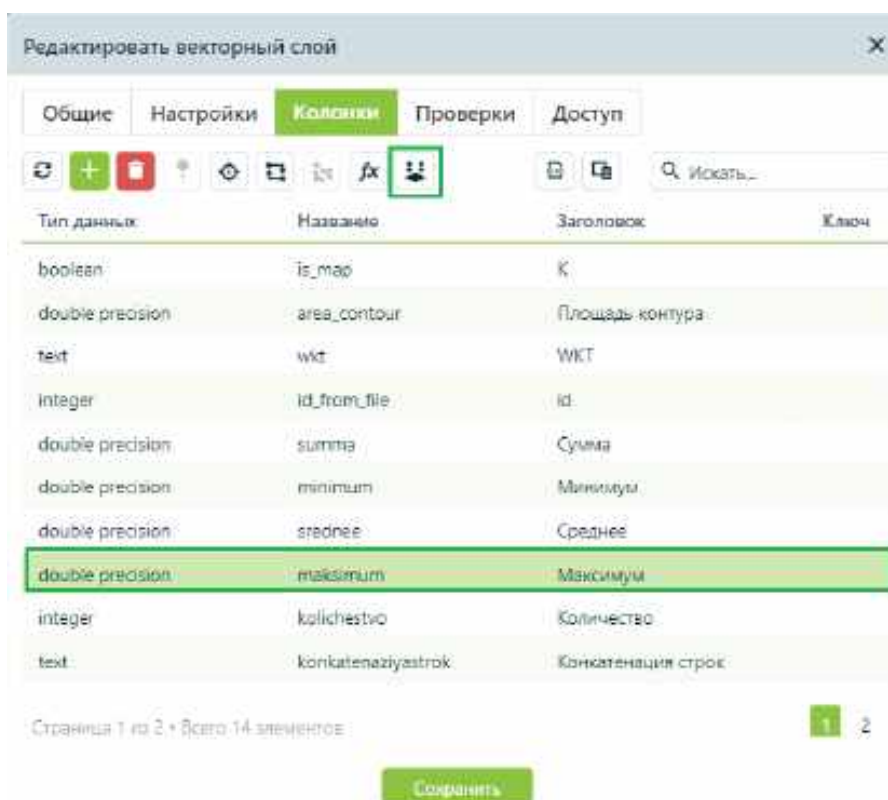 Редактировать векторный слой
Общие Настройки Колонки Проверки Доступ
fx Искать...
Тип данных Название Заголовок Ключ
boolean is_map К
double precision area_contour Площадь контура
text wkt WKT
integer id_from_file id
double precision summa Сумма
double precision minimum Минимум
double precision srednee Среднее
double precision maksimum Максимум
integer kolichestvo Количество
text konkatenaziyastrok Конкатенация строк
Страница 1 из 2 • Всего 14 элементов 1 2
Сохранить